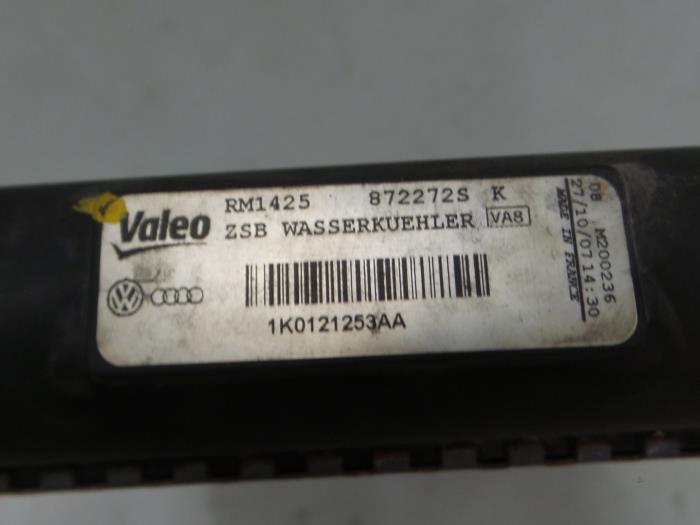 Valeo
RM1425 872272S K
ZSB WASSERKUEHLER VA8
1K0121253AA
08 M200236
27/10/07 14:30
MADE IN FRANCE